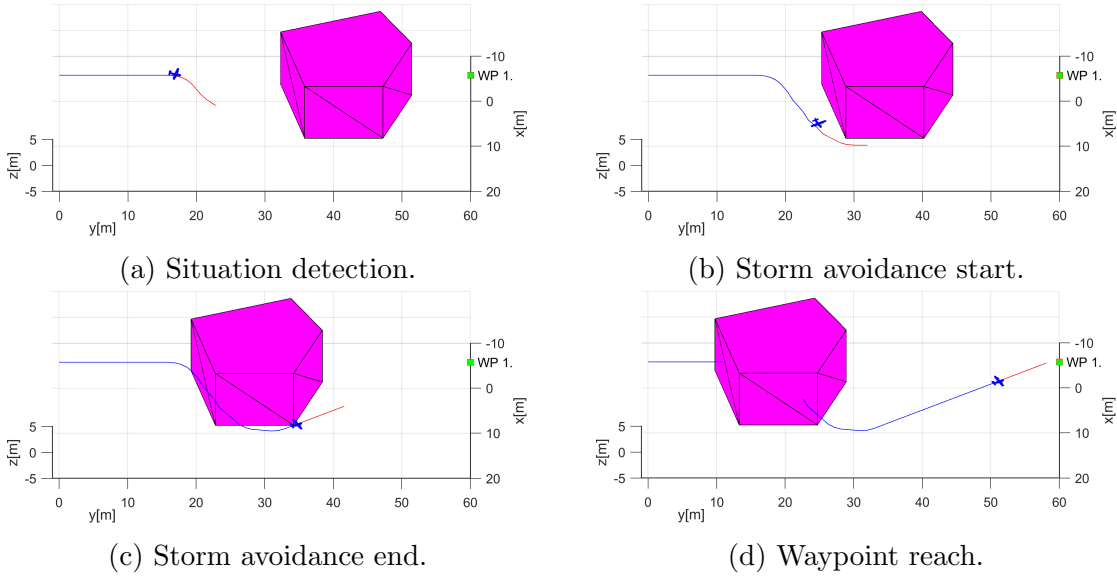 -10
WP 1.
0
x[m]
5
z[m]
0
10
-5
20
0 10 20 30 40 50 60
y[m]
(a) Situation detection.
-10
WP 1.
0
x[m]
5
z[m]
0
10
-5
20
0 10 20 30 40 50 60
y[m]
(b) Storm avoidance start.
-10
WP 1.
0
x[m]
5
z[m]
0
10
-5
20
0 10 20 30 40 50 60
y[m]
(c) Storm avoidance end.
-10
WP 1.
0
x[m]
5
z[m]
0
10
-5
20
0 10 20 30 40 50 60
y[m]
(d) Waypoint reach.